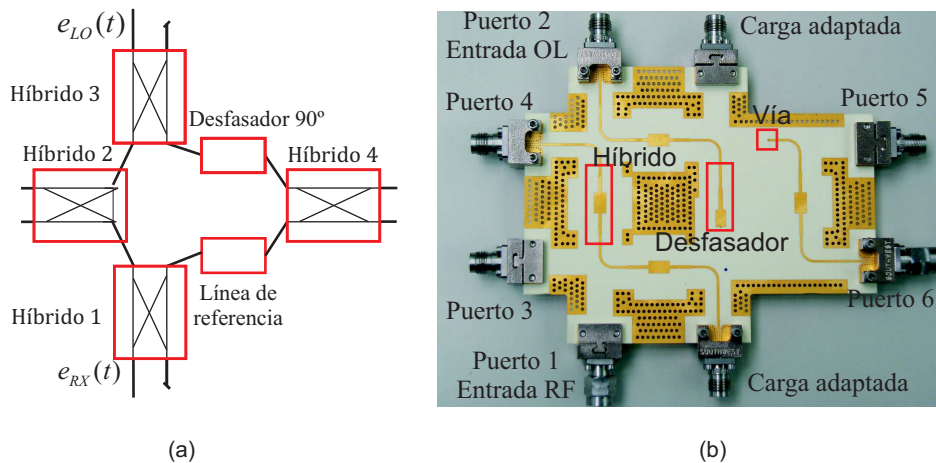 e_LO(t)
Híbrido 3
Desfasador 90º
Híbrido 2
Híbrido 4
Híbrido 1
Línea de
referencia
e_RX(t)
(a)
Puerto 2
Entrada OL
Carga adaptada
Puerto 4
Vía
Puerto 5
Híbrido
Desfasador
Puerto 3
Puerto 6
SOUTHWEST
Puerto 1
Entrada RF
SOUTHWEST
Carga adaptada
(b)